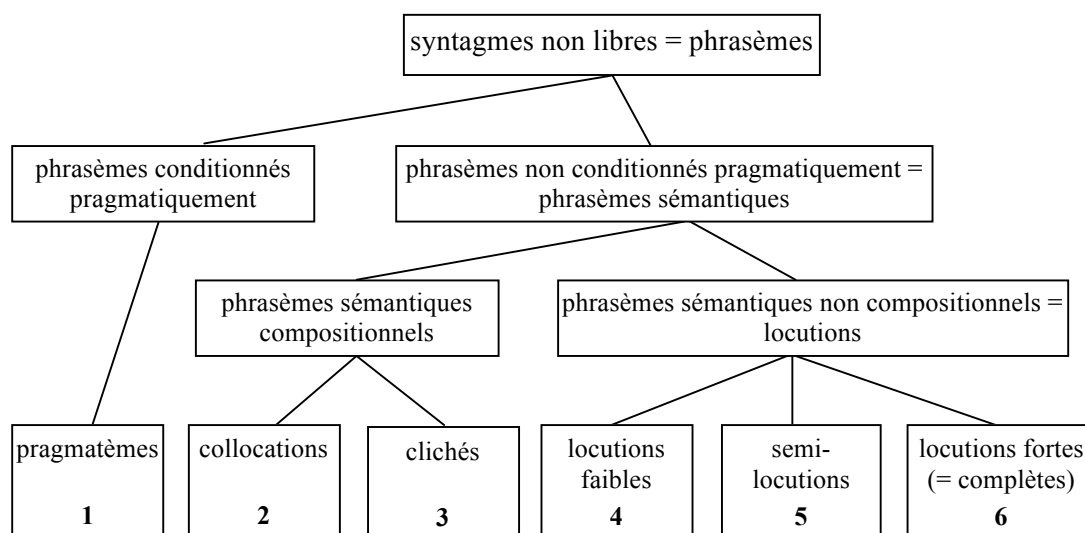 syntagmes non libres = phrasèmes
phrasèmes conditionnés
pragmatiquement
phrasèmes non conditionnés pragmatiquement =
phrasèmes sémantiques
phrasèmes sémantiques
compositionnels
phrasèmes sémantiques non compositionnels =
locutions
pragmatèmes
1
collocations
2
clichés
3
locutions
faibles
4
semi-
locutions
5
locutions fortes
(= complètes)
6